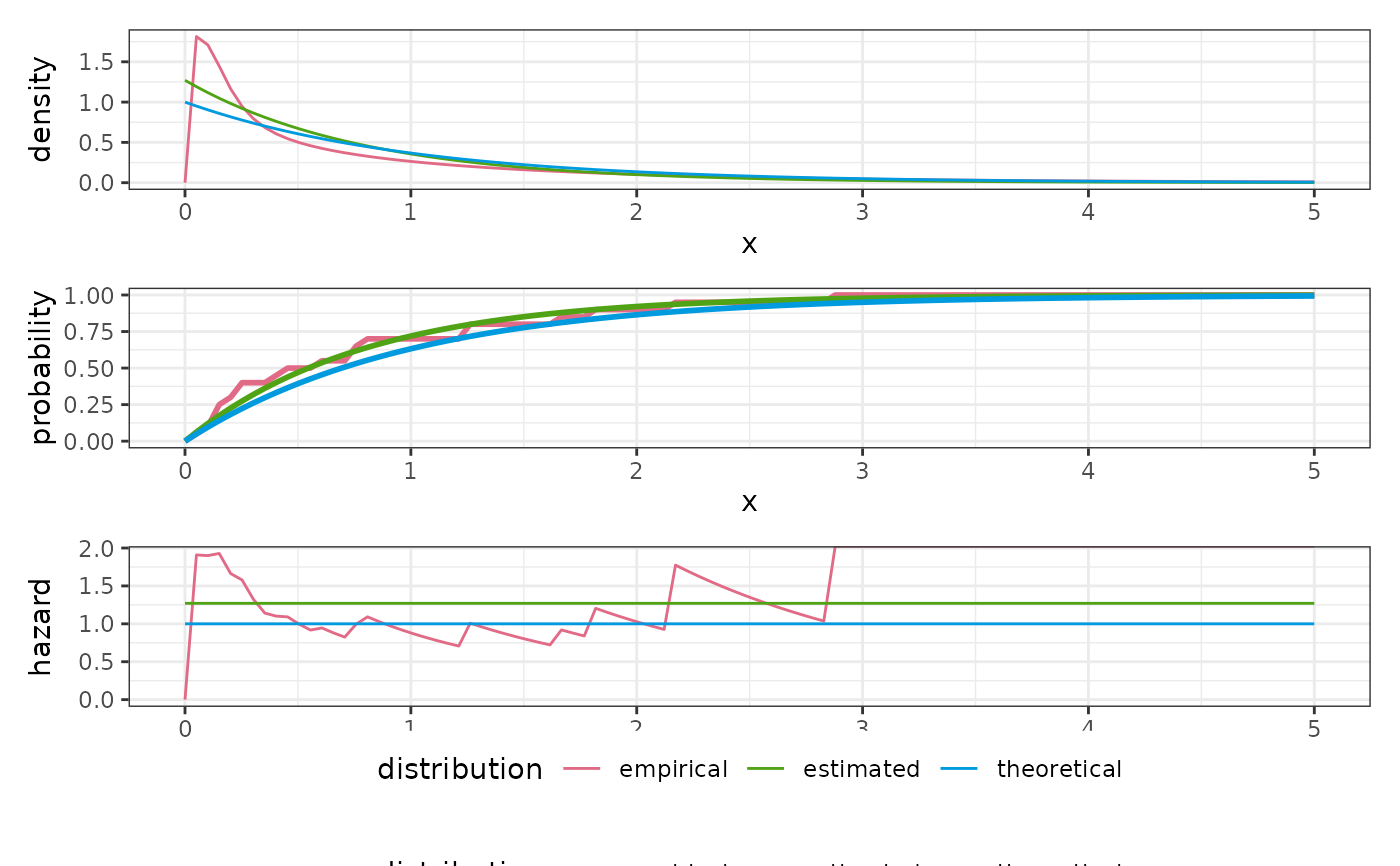 density
1.5
1.0
0.5
0.0
0 1 2 3 4 5
x
probability
1.00
0.75
0.50
0.25
0.00
0 1 2 3 4 5
x
hazard
2.0
1.5
1.0
0.5
0.0
0 1 2 3 4 5
distribution empirical estimated theoretical